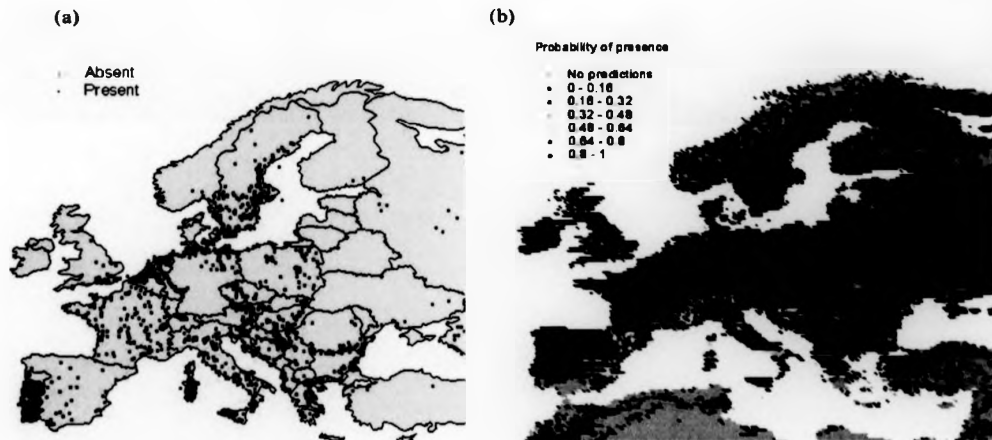 (a)
Absent
Present
(b)
Probability of presence
No predictions
0 - 0.16
0.16 - 0.32
0.32 - 0.48
0.48 - 0.64
0.64 - 0.8
0.8 - 1